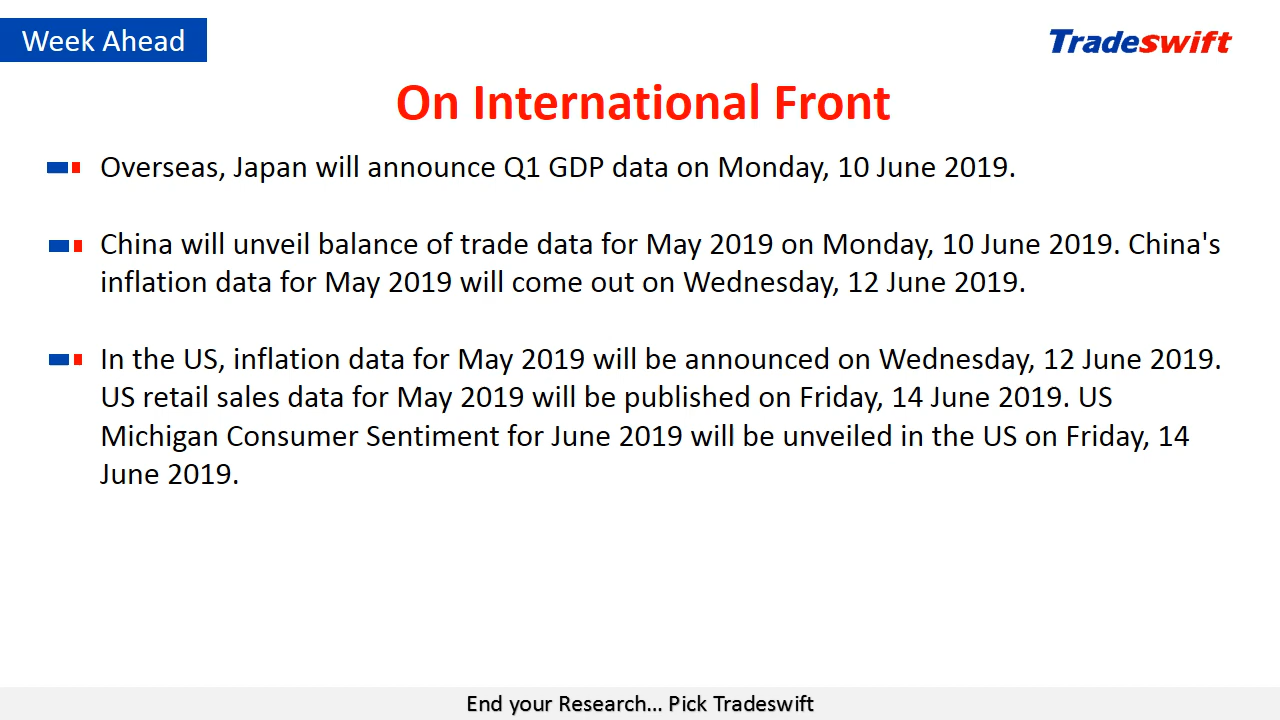 Week Ahead
Tradeswift
On International Front
Overseas, Japan will announce Q1 GDP data on Monday, 10 June 2019.
China will unveil balance of trade data for May 2019 on Monday, 10 June 2019. China's
inflation data for May 2019 will come out on Wednesday, 12 June 2019.
In the US, inflation data for May 2019 will be announced on Wednesday, 12 June 2019.
US retail sales data for May 2019 will be published on Friday, 14 June 2019. US
Michigan Consumer Sentiment for June 2019 will be unveiled in the US on Friday, 14
June 2019.
End your Research... Pick Tradeswift